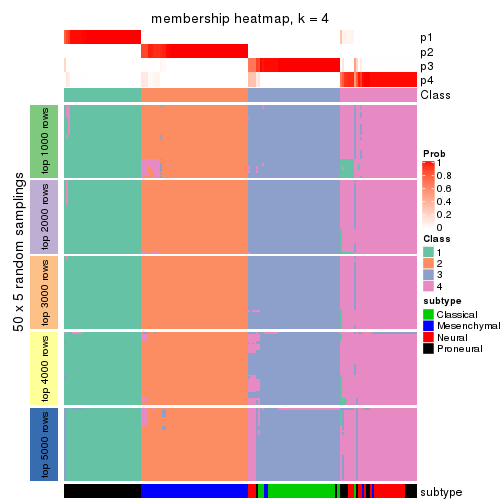 membership heatmap, k = 4
p1
p2
p3
p4
Class
50 x 5 random samplings
top 1000 rows
top 2000 rows
top 3000 rows
top 4000 rows
top 5000 rows
subtype
Prob
1
0.8
0.6
0.4
0.2
0
Class
1
2
3
4
subtype
Classical
Mesenchymal
Neural
Proneural